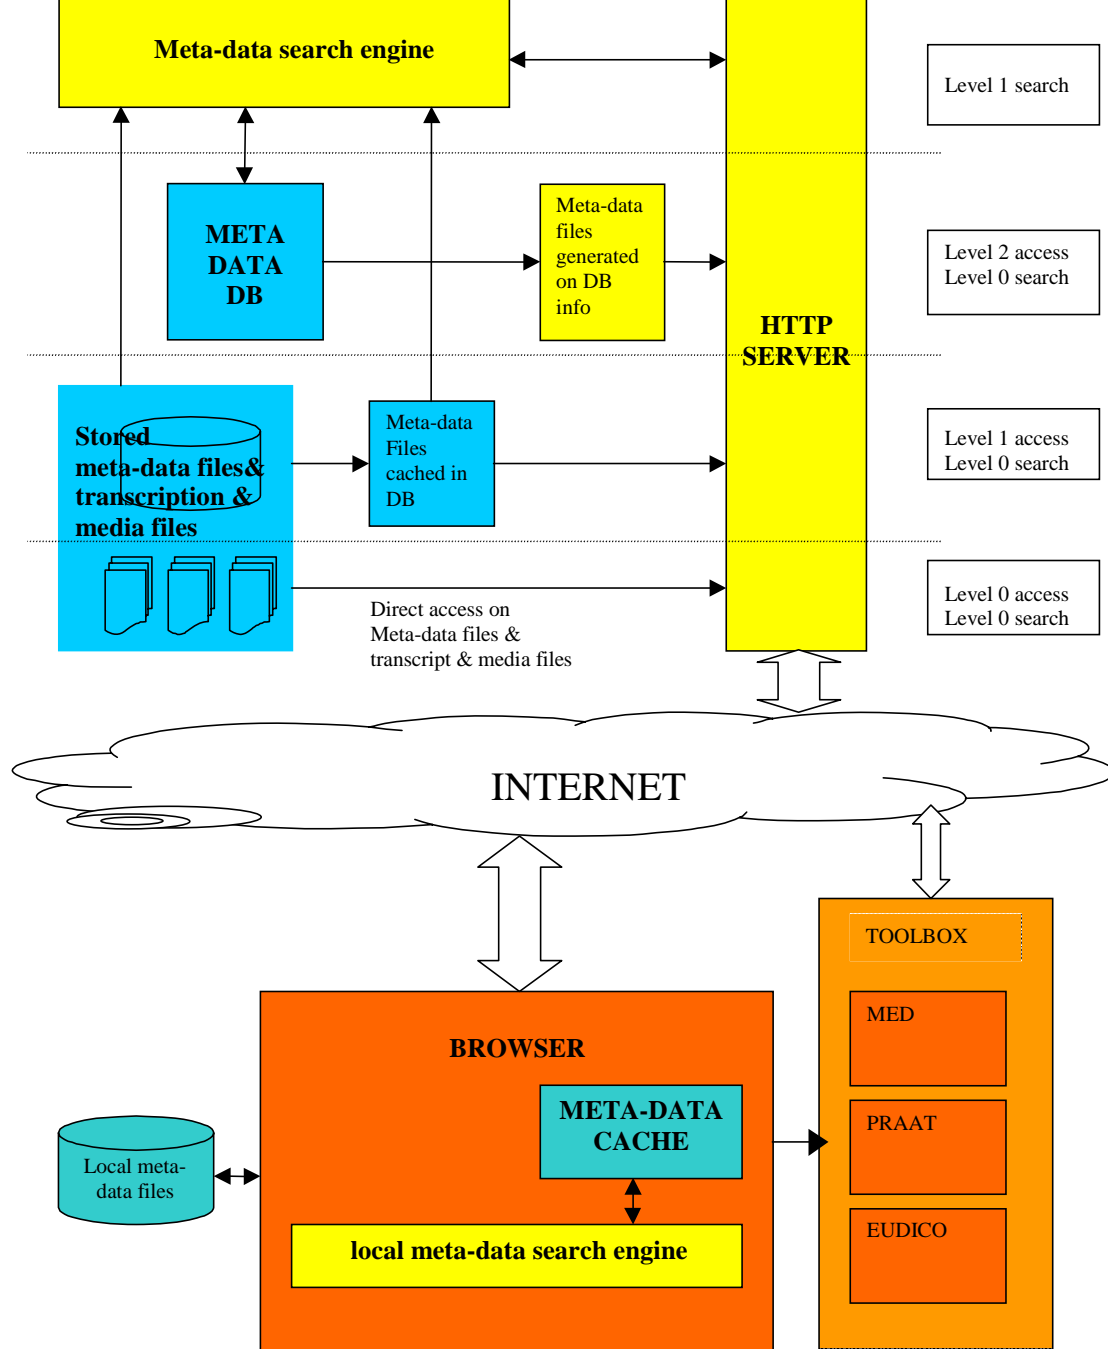 Meta-data search engine
Level 1 search
META
DATA
DB
Meta-data
files
generated
on DB
info
Level 2 access
Level 0 search
HTTP
SERVER
Stored
meta-data files&
transcription &
media files
Meta-data
Files
cached in
DB
Level 1 access
Level 0 search
Direct access on
Meta-data files &
transcript & media files
Level 0 access
Level 0 search
INTERNET
TOOLBOX
MED
PRAAT
EUDICO
BROWSER
META-DATA
CACHE
Local meta-
data files
local meta-data search engine